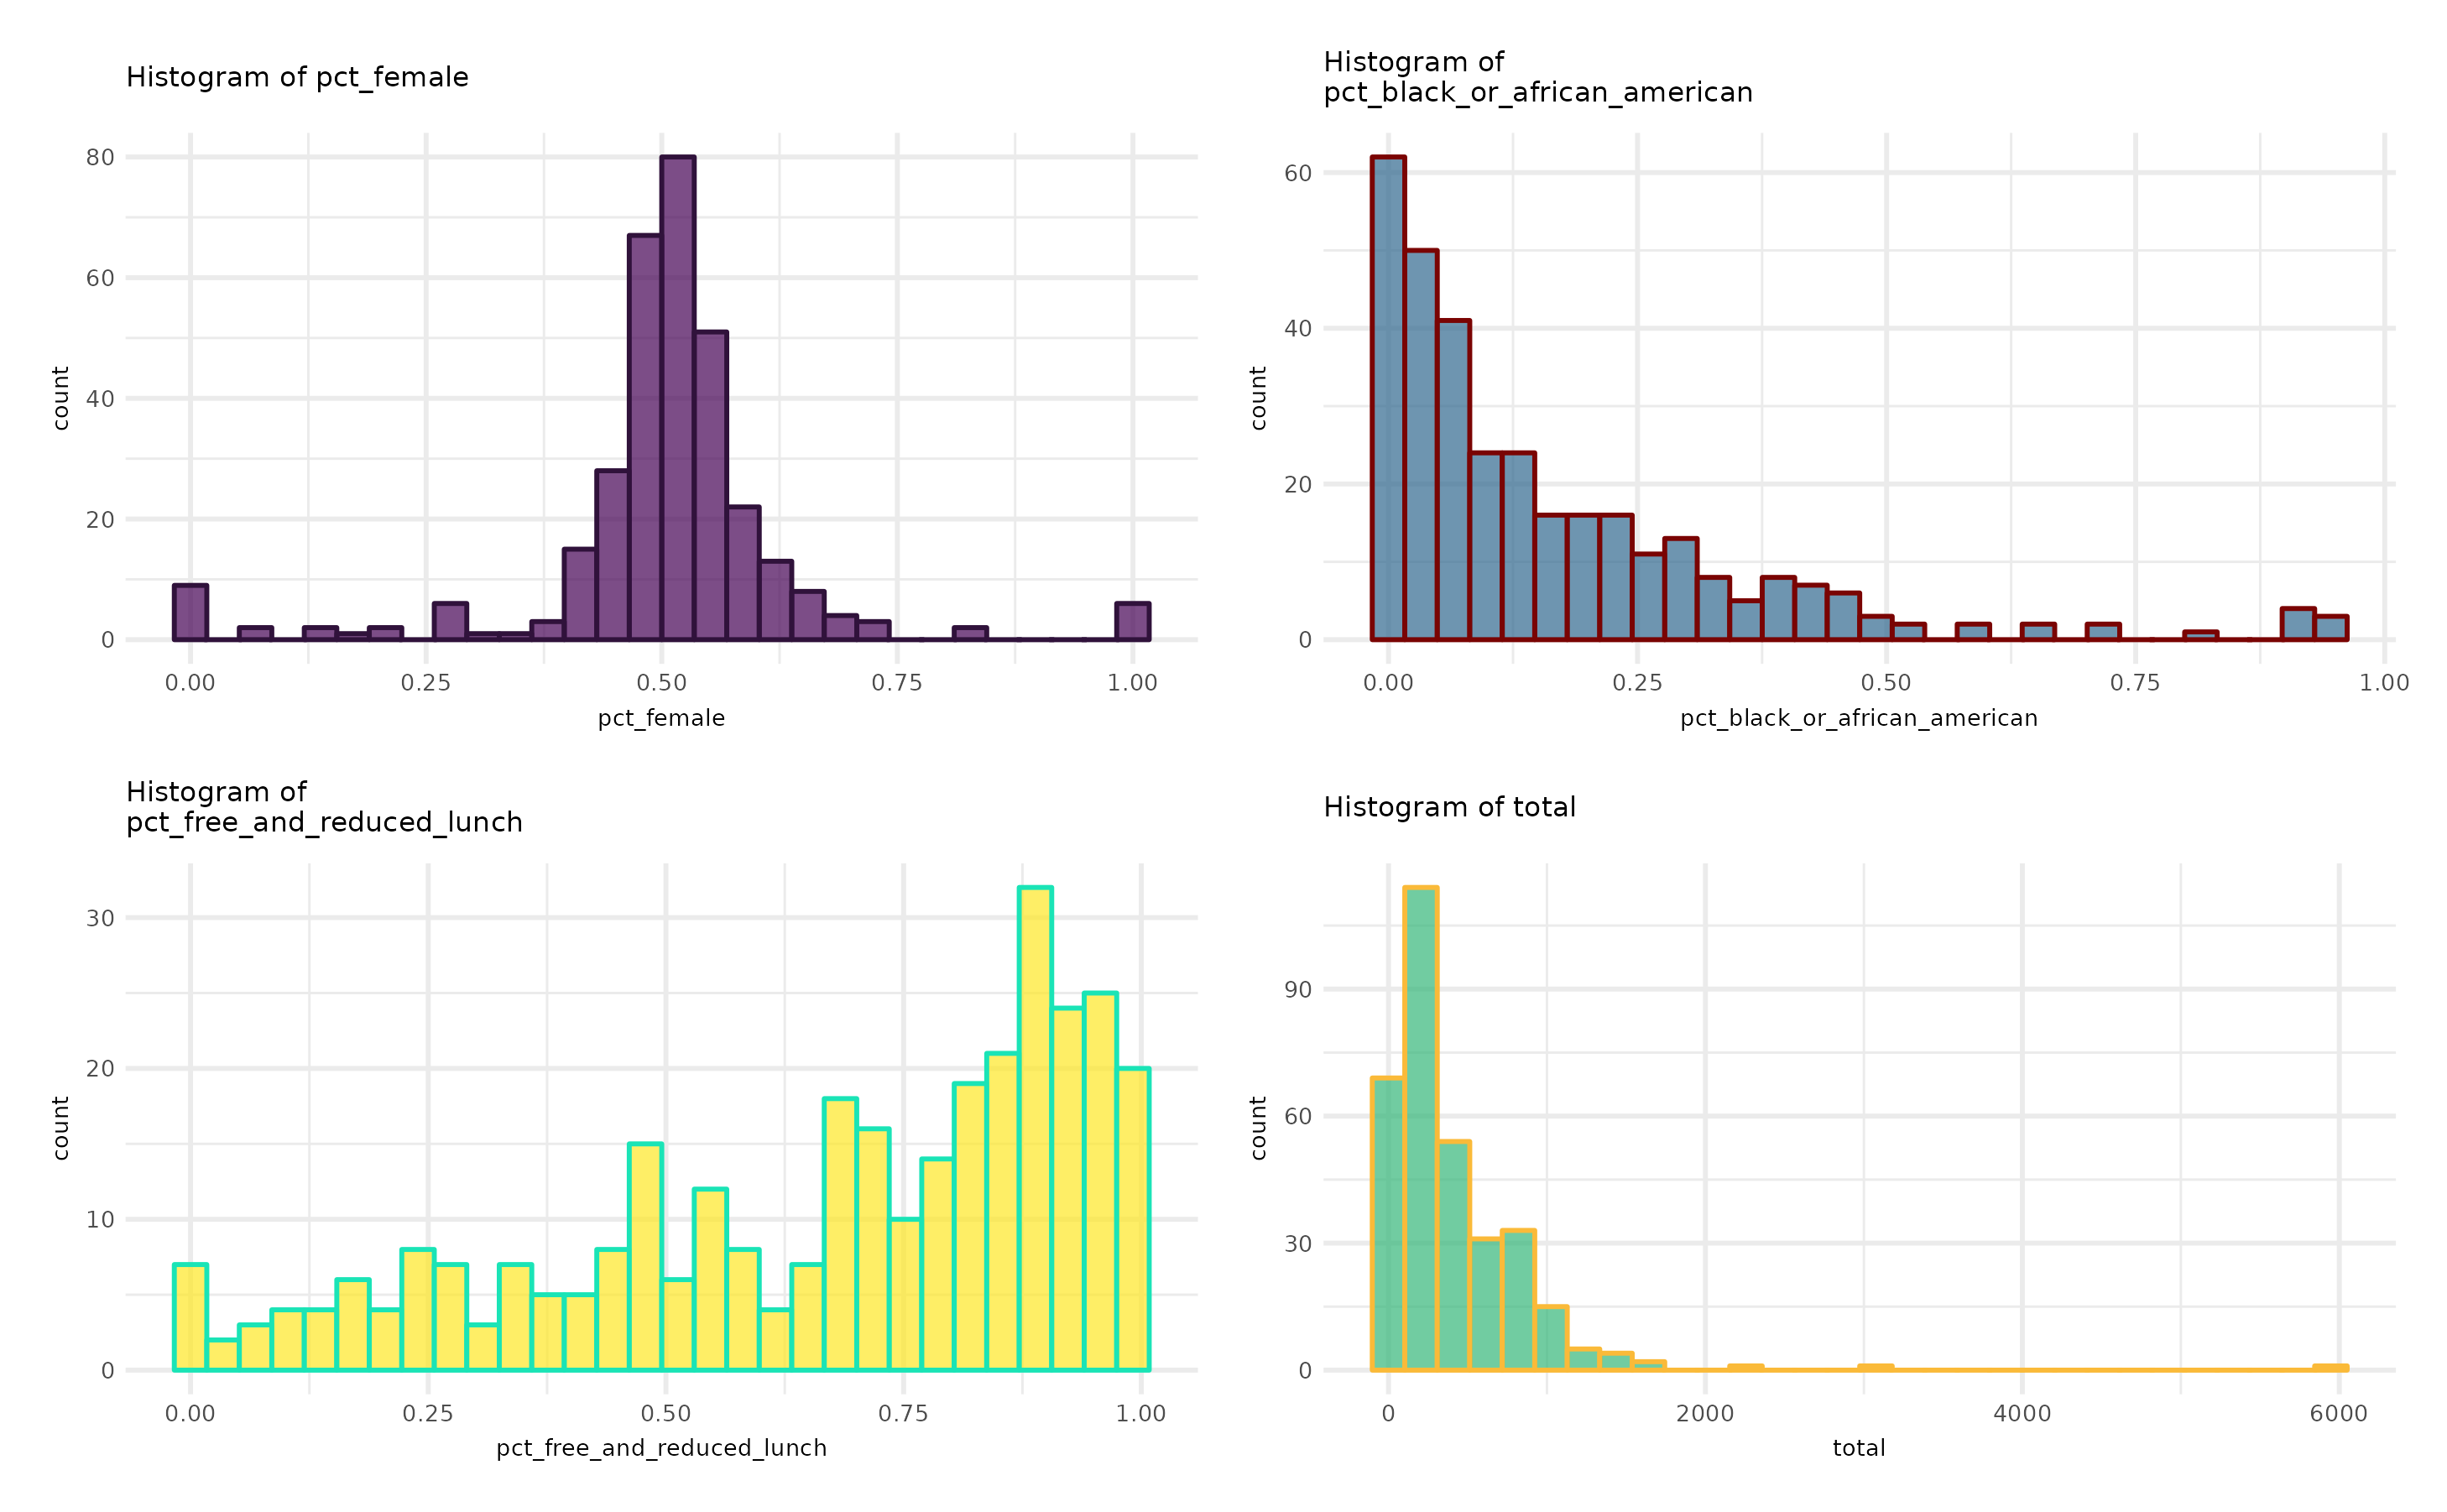 Histogram of pct_female
80
60
40
20
0
count
0.00 0.25 0.50 0.75 1.00
pct_female
Histogram of
pct_black_or_african_american
60
40
20
0
count
0.00 0.25 0.50 0.75 1.00
pct_black_or_african_american
Histogram of
pct_free_and_reduced_lunch
30
20
10
0
count
0.00 0.25 0.50 0.75 1.00
pct_free_and_reduced_lunch
Histogram of total
90
60
30
0
count
0 2000 4000 6000
total